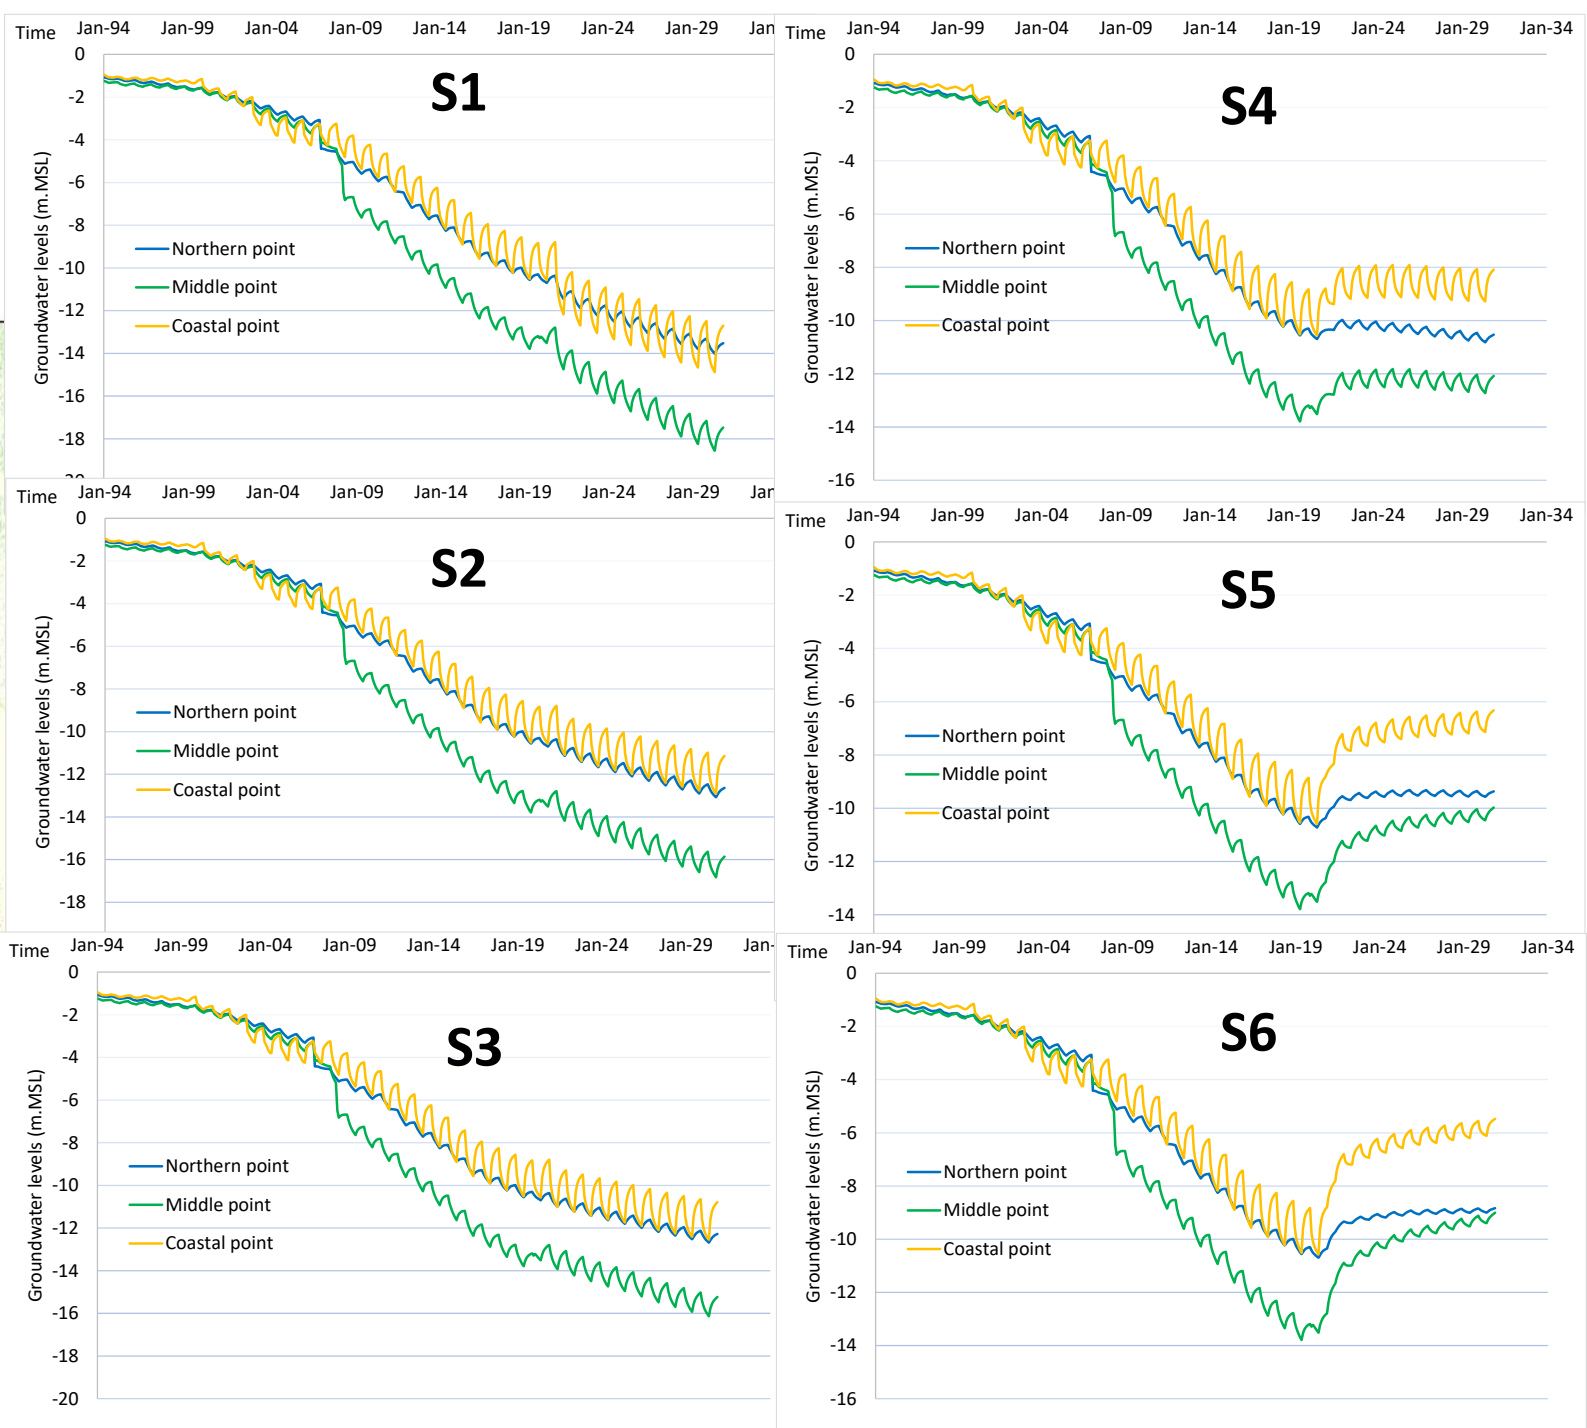 Time Jan-94 Jan-99 Jan-04 Jan-09 Jan-14 Jan-19 Jan-24 Jan-29
S1
Groundwater levels (m.MSL)
0
-2
-4
-6
-8
-10
-12
-14
-16
-18
Northern point
Middle point
Coastal point
Time Jan-94 Jan-99 Jan-04 Jan-09 Jan-14 Jan-19 Jan-24 Jan-29 Jan-34
S4
Groundwater levels (m.MSL)
0
-2
-4
-6
-8
-10
-12
-14
-16
Northern point
Middle point
Coastal point
Time Jan-94 Jan-99 Jan-04 Jan-09 Jan-14 Jan-19 Jan-24 Jan-29
S2
Groundwater levels (m.MSL)
0
-2
-4
-6
-8
-10
-12
-14
-16
-18
Northern point
Middle point
Coastal point
Time Jan-94 Jan-99 Jan-04 Jan-09 Jan-14 Jan-19 Jan-24 Jan-29 Jan-34
S5
Groundwater levels (m.MSL)
0
-2
-4
-6
-8
-10
-12
-14
Northern point
Middle point
Coastal point
Time Jan-94 Jan-99 Jan-04 Jan-09 Jan-14 Jan-19 Jan-24 Jan-29 Jan-
S3
Groundwater levels (m.MSL)
0
-2
-4
-6
-8
-10
-12
-14
-16
-18
-20
Northern point
Middle point
Coastal point
Time Jan-94 Jan-99 Jan-04 Jan-09 Jan-14 Jan-19 Jan-24 Jan-29 Jan-34
S6
Groundwater levels (m.MSL)
0
-2
-4
-6
-8
-10
-12
-14
-16
Northern point
Middle point
Coastal point